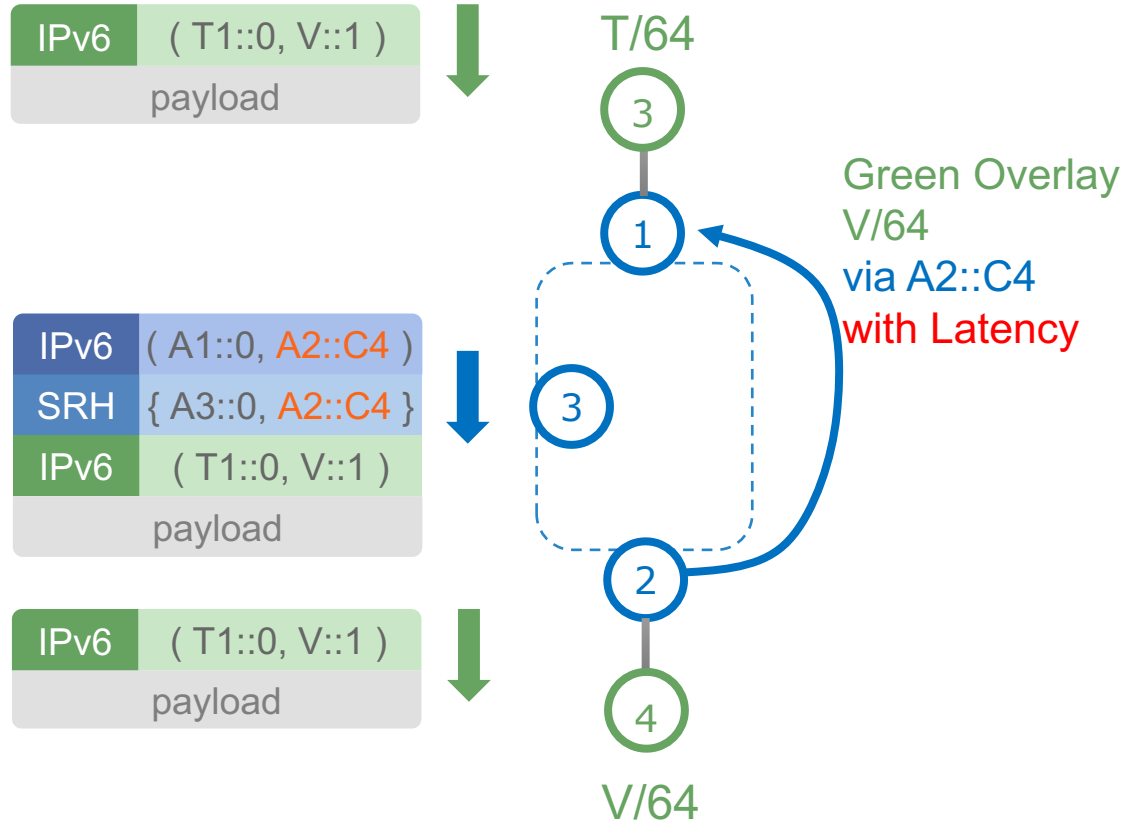 IPv6 ( T1::0, V::1 )
payload
T/64
3
1
Green Overlay
V/64
via A2::C4
with Latency
IPv6 ( A1::0, A2::C4 )
SRH { A3::0, A2::C4 }
IPv6 ( T1::0, V::1 )
payload
3
2
IPv6 ( T1::0, V::1 )
payload
4
V/64